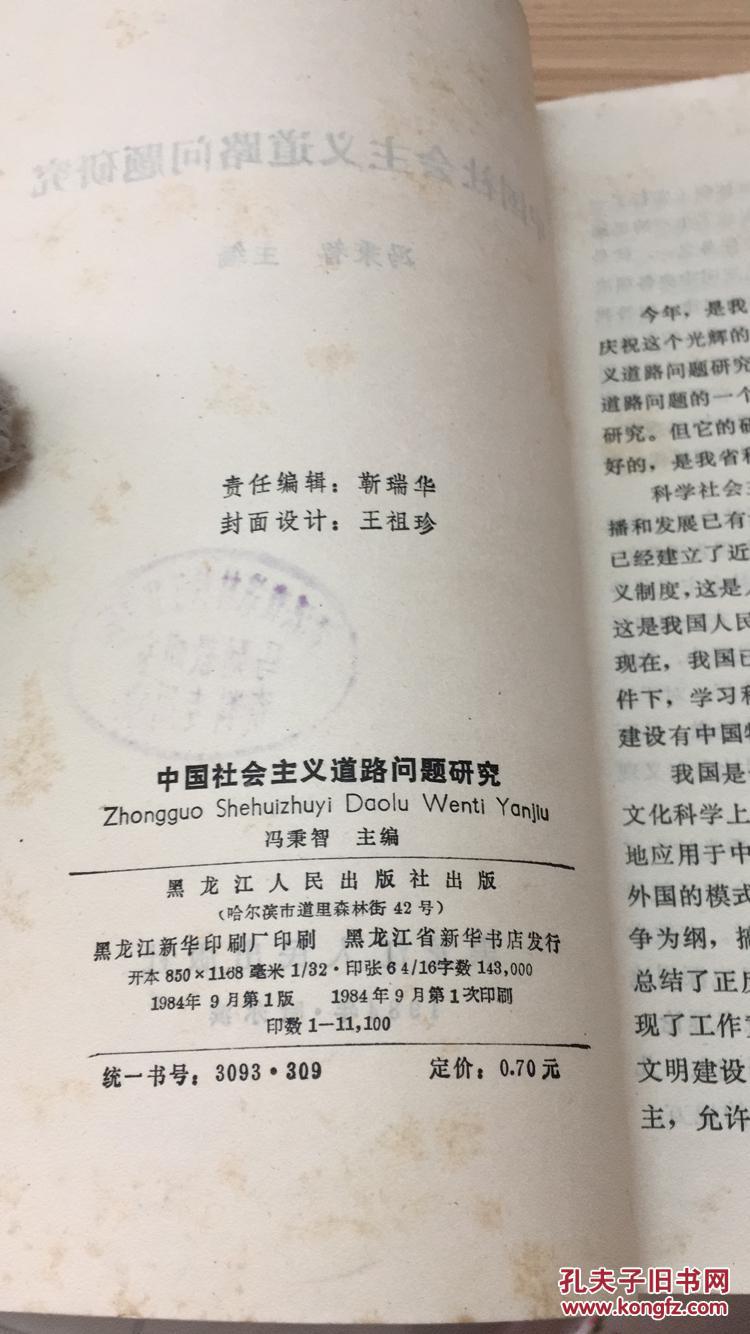 中国社会主义道路问题研究
冯秉智 主编
责任编辑：靳瑞华
封面设计：王祖珍
中国社会主义道路问题研究
Zhongguo Shehuizhuyi Daolu Wenti Yanjiu
冯秉智 主编
黑龙江人民出版社出版
（哈尔滨市道里森林街42号）
黑龙江新华印刷厂印刷 黑龙江省新华书店发行
开本850×1168毫米1/32·印张6 4/16字数143,000
1984年9月第1版 1984年9月第1次印刷
印数1—11,100
统一书号：3093·309 定价：0.70元
今年，是我
庆祝这个光辉的
义道路问题研究
道路问题的一个
研究。但它的研
好的，是我省科
科学社会主
播和发展已有
已经建立了近
义制度，这是
这是我国人民
现在，我国已
件下，学习和
建设有中国特
我国是
文化科学上
地应用于中
外国的模式
争为纲，搞
总结了正反
现了工作
文明建设
主，允许
孔夫子旧书网
www.kongfz.com